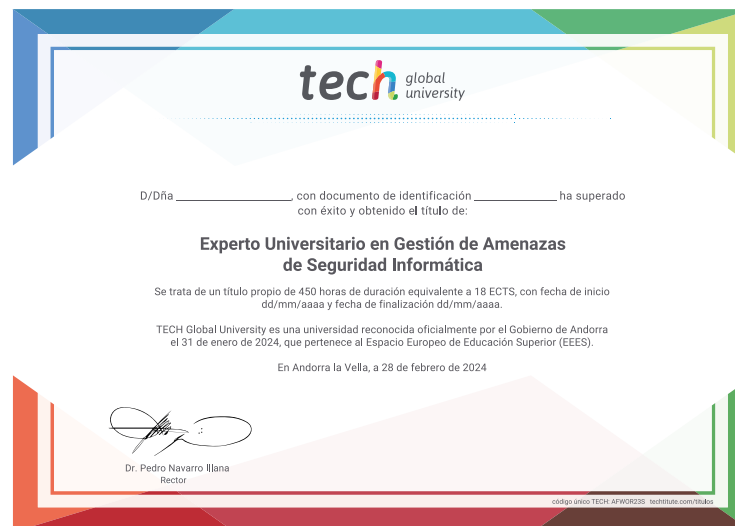 tech global university
D/Dña ____________________, con documento de identificación ______________ ha superado
con éxito y obtenido el título de:
Experto Universitario en Gestión de Amenazas
de Seguridad Informática
Se trata de un título propio de 450 horas de duración equivalente a 18 ECTS, con fecha de inicio
dd/mm/aaaa y fecha de finalización dd/mm/aaaa.
TECH Global University es una universidad reconocida oficialmente por el Gobierno de Andorra
el 31 de enero de 2024, que pertenece al Espacio Europeo de Educación Superior (EEES).
En Andorra la Vella, a 28 de febrero de 2024
Dr. Pedro Navarro Illana
Rector
código único TECH: AFWOR23S techtitute.com/titulos